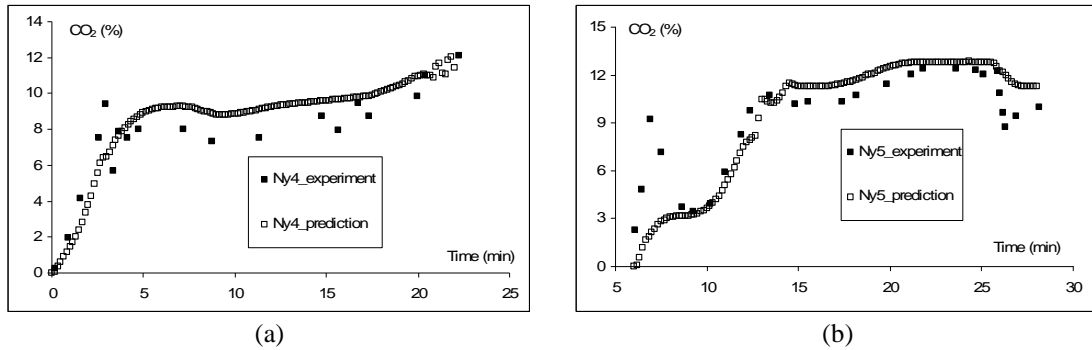 CO₂ (%)
14
12
10
8
6
4
2
0
0 5 10 15 20 25
Time (min)
Ny4_experiment
Ny4_prediction
(a)
CO₂ (%)
15
12
9
6
3
0
5 10 15 20 25 30
Time (min)
Ny5_experiment
Ny5_prediction
(b)